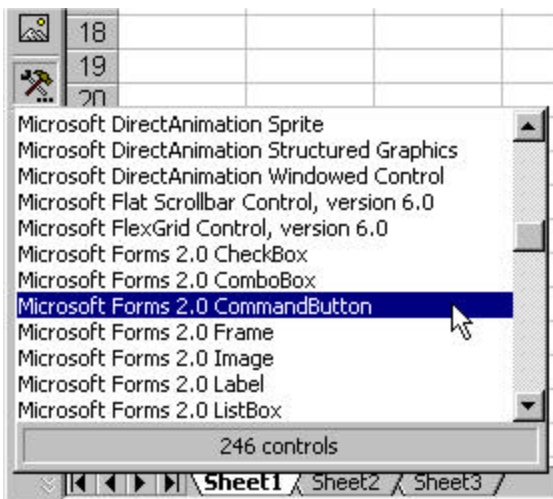 18
19
20
Microsoft DirectAnimation Sprite
Microsoft DirectAnimation Structured Graphics
Microsoft DirectAnimation Windowed Control
Microsoft Flat Scrollbar Control, version 6.0
Microsoft FlexGrid Control, version 6.0
Microsoft Forms 2.0 CheckBox
Microsoft Forms 2.0 ComboBox
Microsoft Forms 2.0 CommandButton
Microsoft Forms 2.0 Frame
Microsoft Forms 2.0 Image
Microsoft Forms 2.0 Label
Microsoft Forms 2.0 ListBox
246 controls
Sheet1 Sheet2 Sheet3